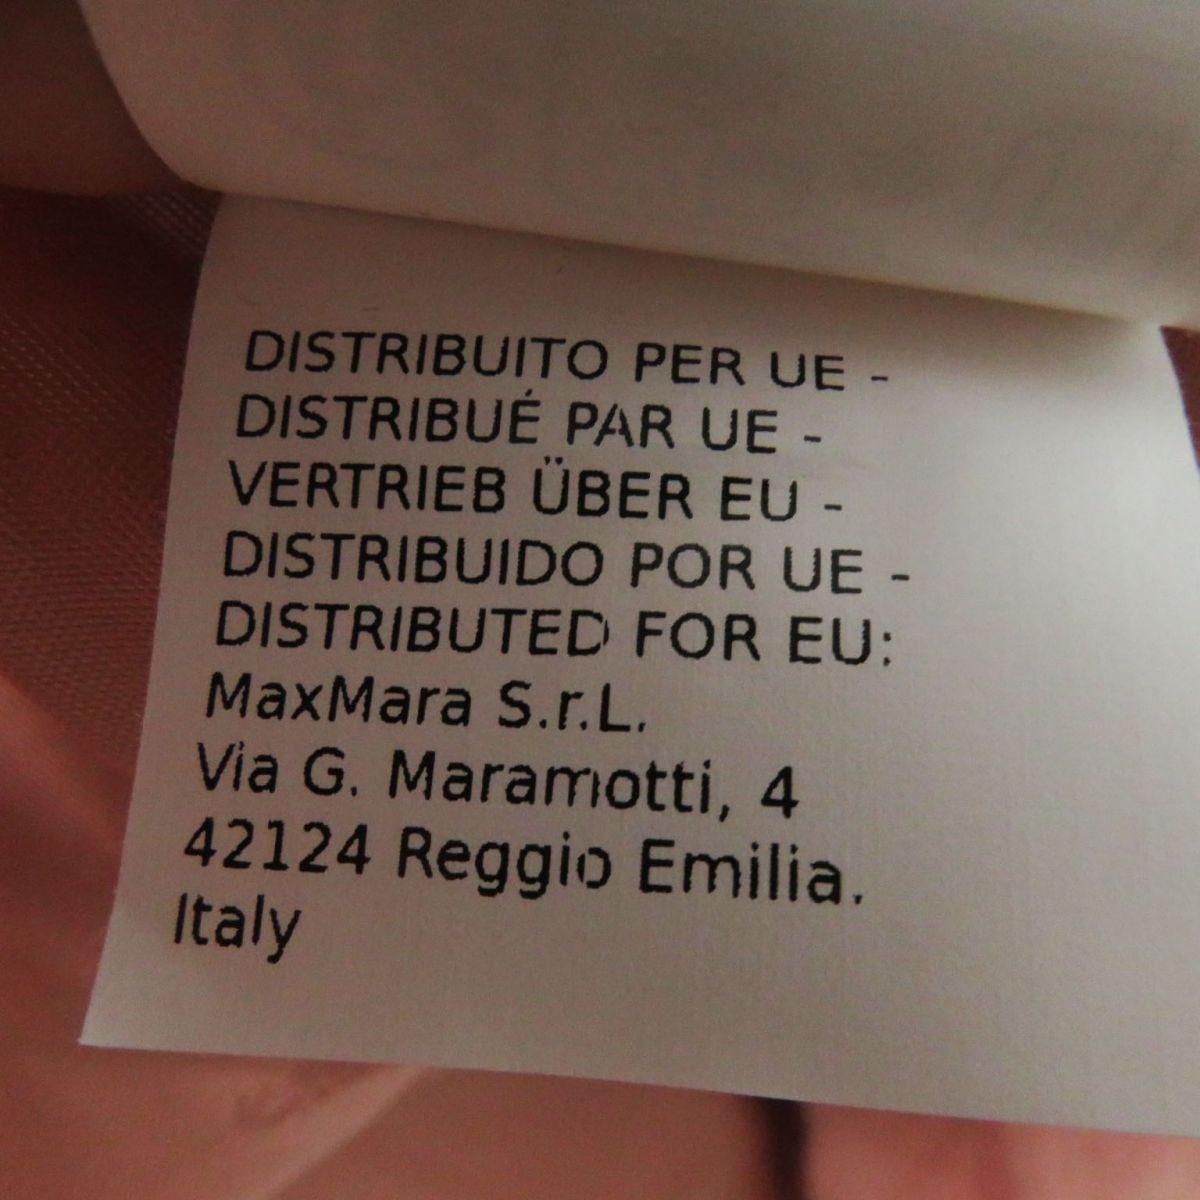 DISTRIBUITO PER UE -
DISTRIBUÉ PAR UE -
VERTRIEB ÜBER EU -
DISTRIBUIDO POR UE -
DISTRIBUTED FOR EU:
MaxMara S.r.L.
Via G. Maramotti, 4
42124 Reggio Emilia.
Italy